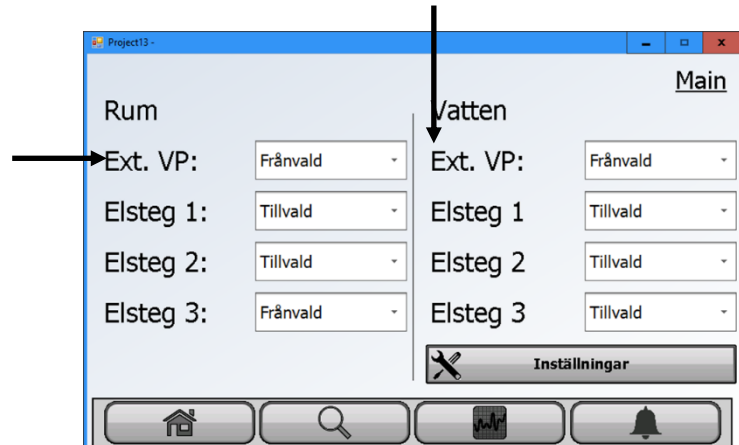 Project13 -
Main
Rum
Ext. VP: Frånvald
Elsteg 1: Tillvald
Elsteg 2: Tillvald
Elsteg 3: Frånvald
Vatten
Ext. VP: Frånvald
Elsteg 1 Tillvald
Elsteg 2 Tillvald
Elsteg 3 Tillvald
Inställningar